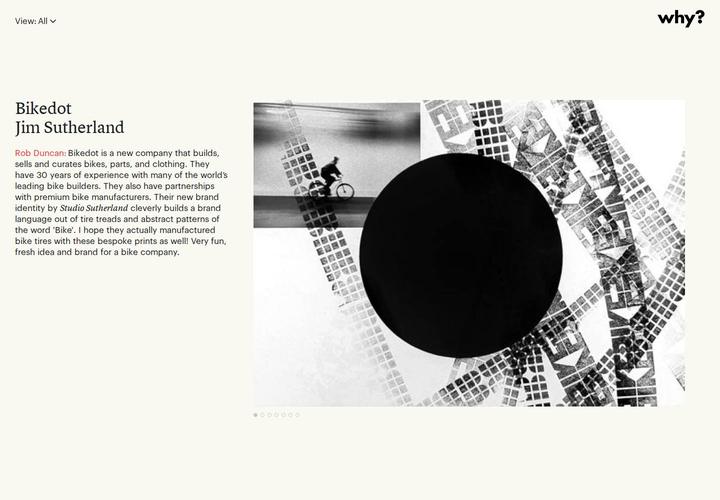 View: All
why?
Bikedot
Jim Sutherland
Rob Duncan: Bikedot is a new company that builds,
sells and curates bikes, parts, and clothing. They
have 30 years of experience with many of the world's
leading bike builders. They also have partnerships
with premium bike manufacturers. Their new brand
identity by Studio Sutherland cleverly builds a brand
language out of tire treads and abstract patterns of
the word 'Bike'. I hope they actually manufactured
bike tires with these bespoke prints as well! Very fun,
fresh idea and brand for a bike company.